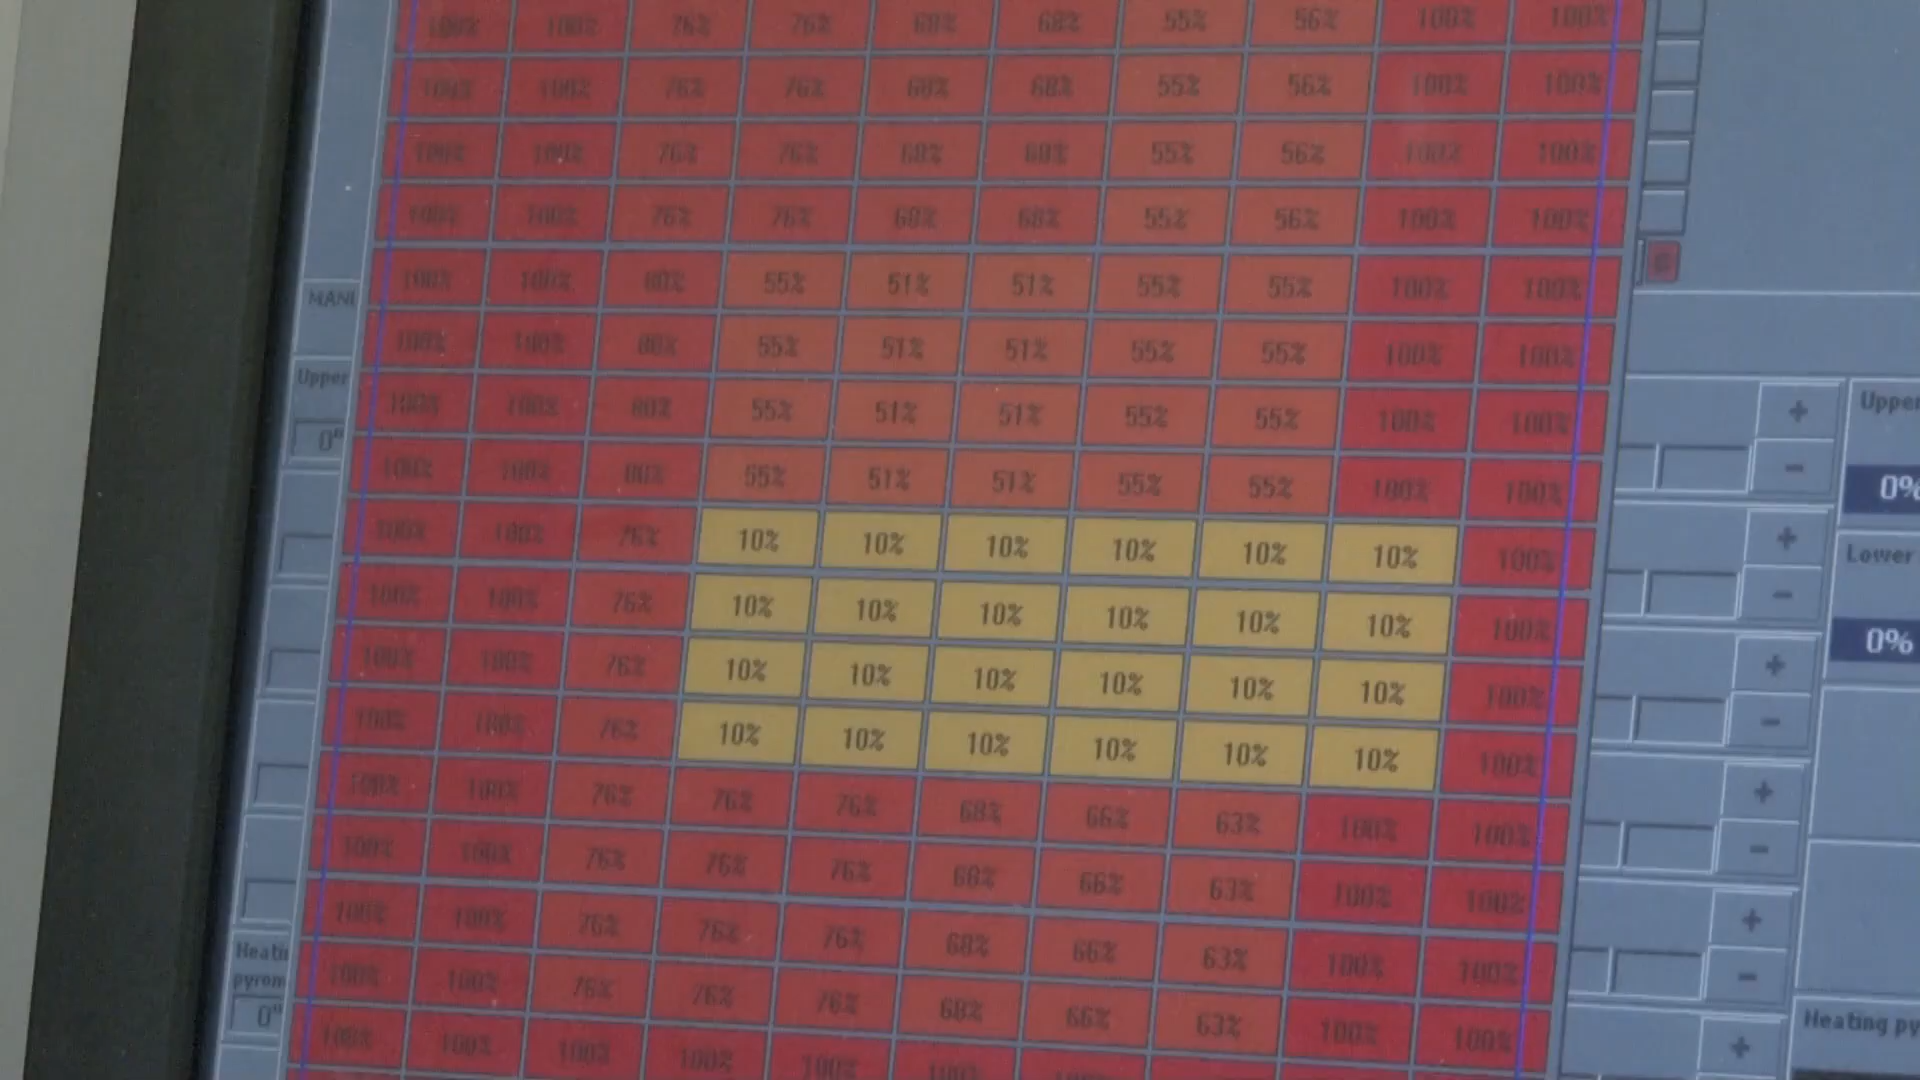 100% 100% 76% 76% 68% 68% 55% 56% 100% 100%
100% 100% 76% 76% 68% 68% 55% 56% 100% 100%
100% 100% 76% 76% 68% 68% 55% 56% 100% 100%
100% 100% 76% 76% 68% 68% 55% 56% 100% 100%
100% 100% 80% 55% 51% 51% 55% 55% 100% 100%
MANU
100% 100% 80% 55% 51% 51% 55% 55% 100% 100%
Upper
100% 100% 80% 55% 51% 51% 55% 55% 100% 100% + Upper
0°
100% 100% 80% 55% 51% 51% 55% 55% 100% 100% - 0%
100% 100% 76% 10% 10% 10% 10% 10% 10% 100% + Lower
100% 100% 76% 10% 10% 10% 10% 10% 10% 100% - 0%
100% 100% 76% 10% 10% 10% 10% 10% 10% 100% +
100% 100% 76% 10% 10% 10% 10% 10% 10% 100% -
100% 100% 76% 76% 76% 68% 66% 63% 100% 100% +
100% 100% 76% 76% 76% 68% 66% 63% 100% 100% -
100% 100% 76% 76% 76% 68% 66% 63% 100% 100% +
Heatin
pyrom
100% 100% 76% 76% 76% 68% 66% 63% 100% 100% -
0°
Heating py
100% 100% 100% 100% 100% 100% 100% +